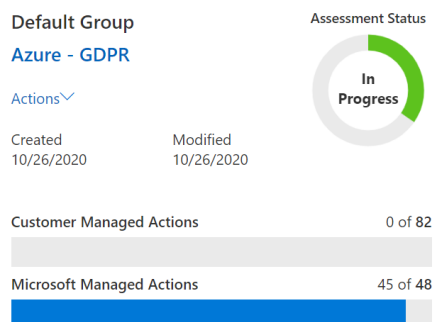 Default Group
Assessment Status
Azure - GDPR
In
Progress
Actions
Created
Modified
10/26/2020
10/26/2020
Customer Managed Actions
0 of 82
Microsoft Managed Actions
45 of 48